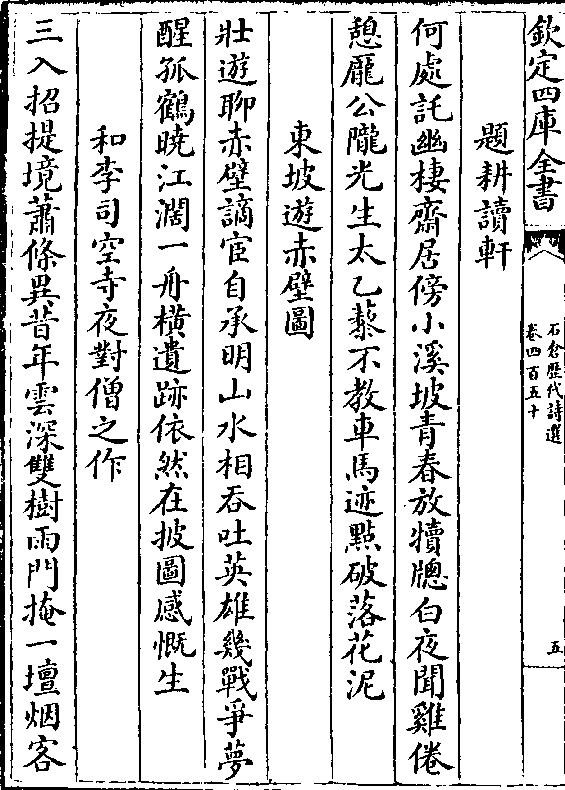 欽定四庫全書
石倉歴代詩選
卷四百五十
五
題耕讀軒
何處託幽棲齋居傍小溪坡青春放犢牕白夜聞雞倦
憩龎公隴光生太乙藜不教車馬迹點破落花泥
東坡遊赤壁圖
壯遊聊赤壁謫宦自承明山水相吞吐英雄幾戰爭夢
醒孤鶴曉江濶一舟橫遺跡依然在披圖感慨生
和李司空寺夜對僧之作
三入招提境蕭條異昔年雲深雙樹雨門掩一壇烟客